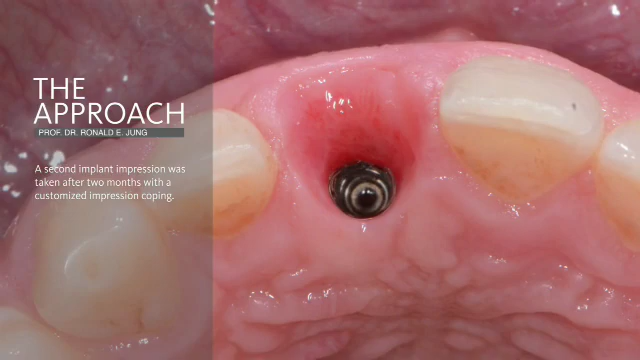 THE
APPROACH
PROF. DR. RONALD E. JUNG
A second implant impression was
taken after two months with a
customized impression coping.